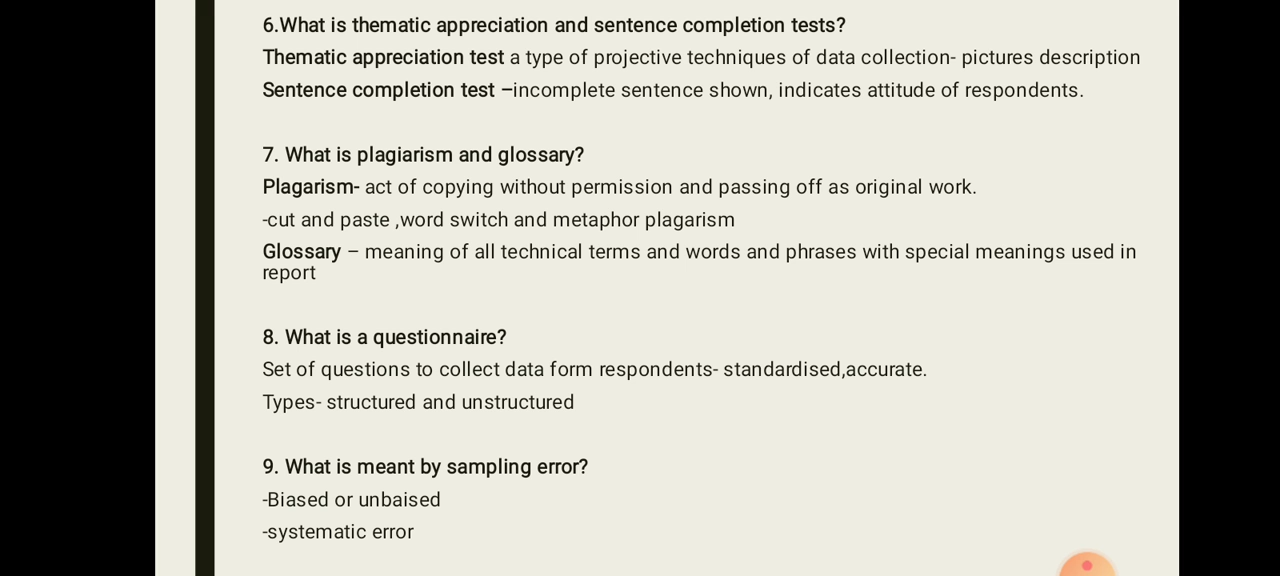 6.What is thematic appreciation and sentence completion tests?
Thematic appreciation test a type of projective techniques of data collection- pictures description
Sentence completion test –incomplete sentence shown, indicates attitude of respondents.
7. What is plagiarism and glossary?
Plagarism- act of copying without permission and passing off as original work.
-cut and paste ,word switch and metaphor plagarism
Glossary – meaning of all technical terms and words and phrases with special meanings used in
report
8. What is a questionnaire?
Set of questions to collect data form respondents- standardised,accurate.
Types- structured and unstructured
9. What is meant by sampling error?
-Biased or unbaised
-systematic error